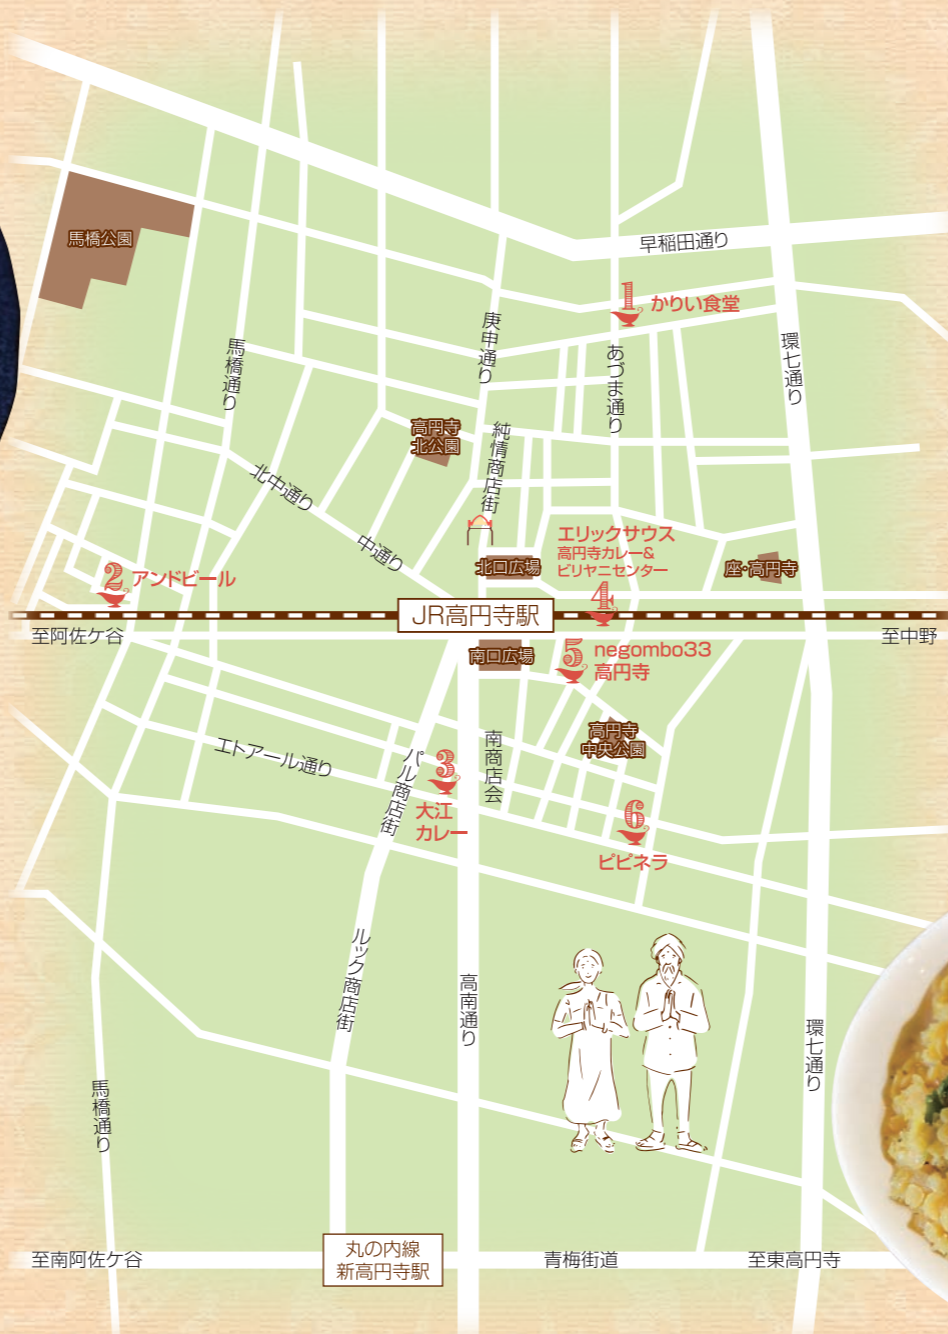 馬橋公園
早稲田通り
1
かりい食堂
庚申通り
馬橋通り
あづま通り
環七通り
高円寺
北公園
純情商店街
北中通り
中通り
エリックサウス
高円寺カレー&
ビリヤニセンター
4
北口広場
座・高円寺
2
アンドビール
JR高円寺駅
至阿佐ケ谷
至中野
南口広場
5
negombo33
高円寺
高円寺
中央公園
エトアール通り
パル商店街
3
大江
カレー
南商店会
6
ピピネラ
ルック商店街
高南通り
環七通り
馬橋通り
丸の内線
新高円寺駅
至南阿佐ケ谷
青梅街道
至東高円寺